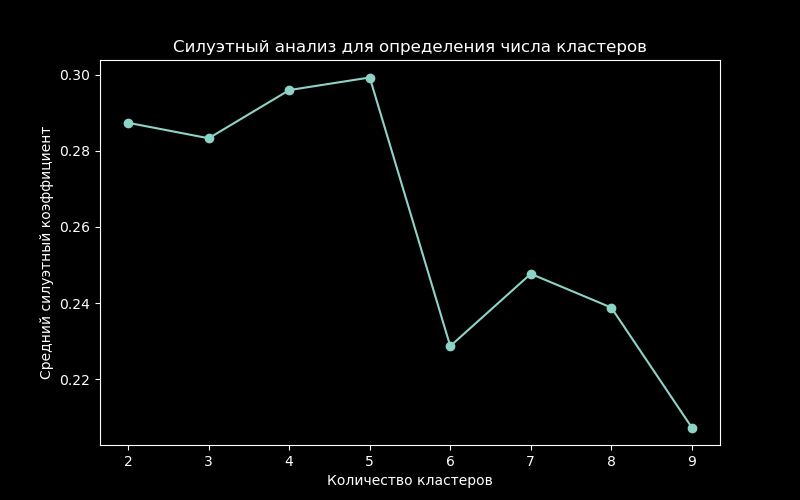 Силуэтный анализ для определения числа кластеров
Средний силуэтный коэффициент
0.30
0.28
0.26
0.24
0.22
2 3 4 5 6 7 8 9
Количество кластеров